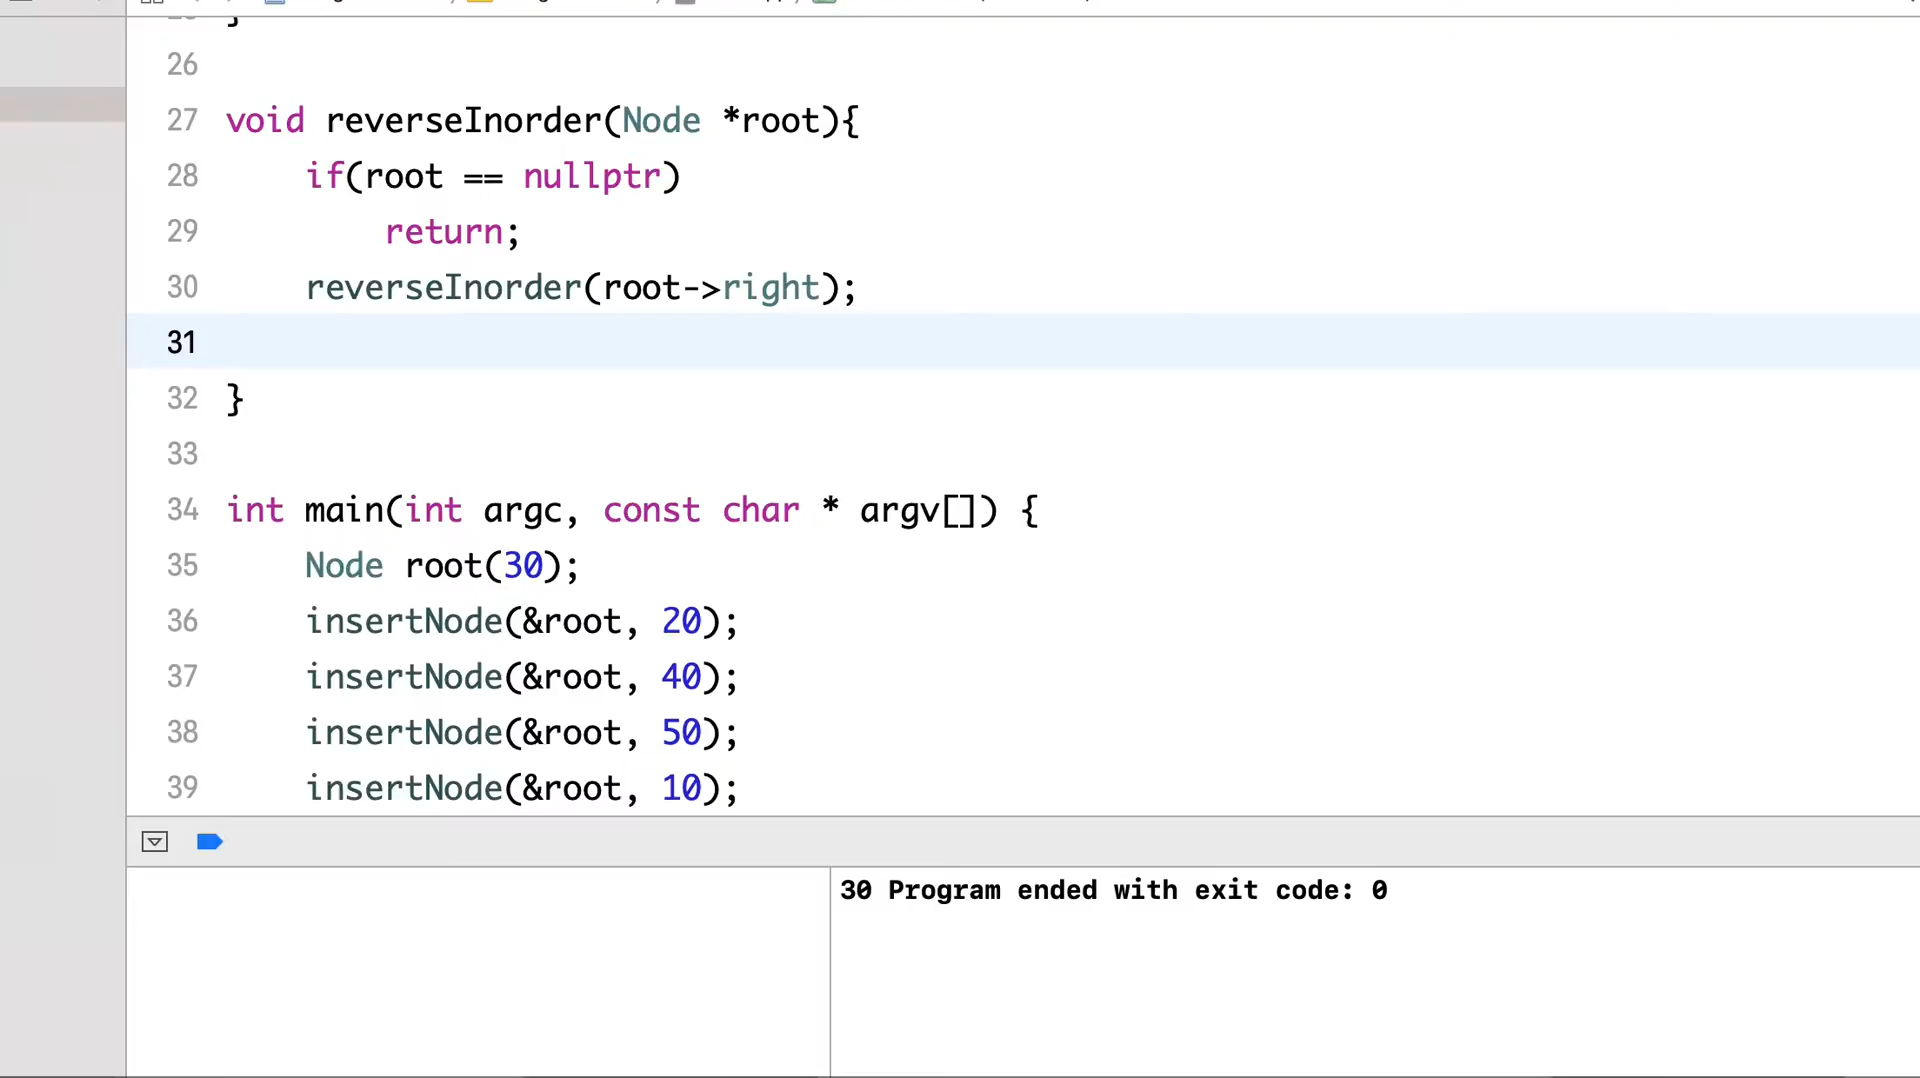 }
26
27 void reverseInorder(Node *root){
28     if(root == nullptr)
29         return;
30     reverseInorder(root->right);
31
32 }
33
34 int main(int argc, const char * argv[]) {
35     Node root(30);
36     insertNode(&root, 20);
37     insertNode(&root, 40);
38     insertNode(&root, 50);
39     insertNode(&root, 10);
30 Program ended with exit code: 0